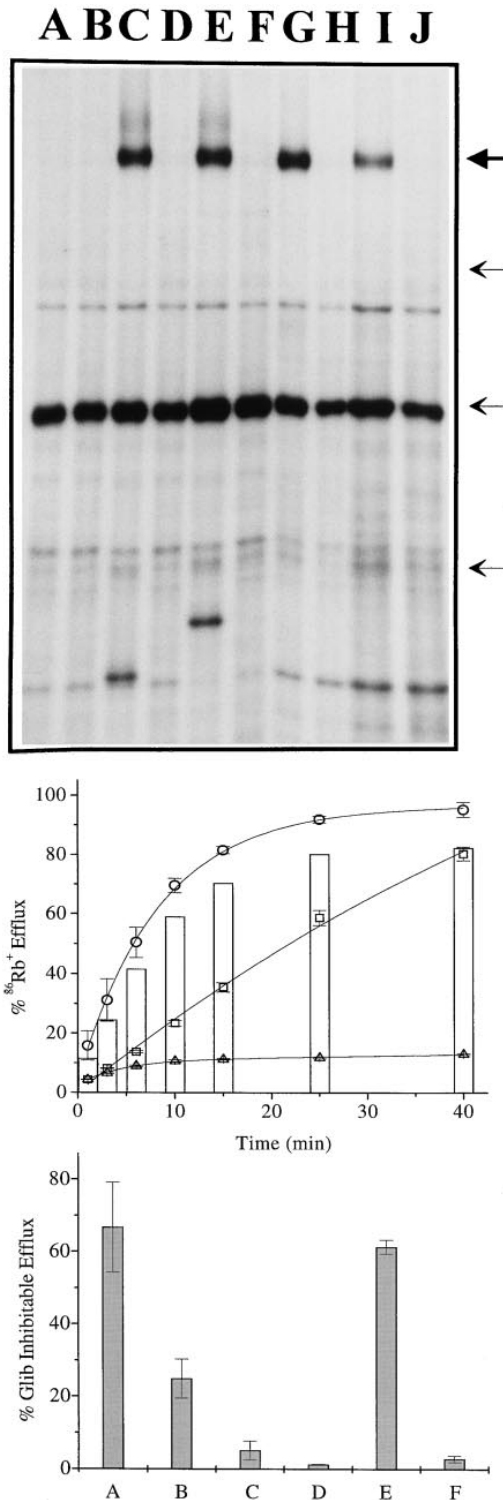 A B C D E F G H I J
100
80
60
40
20
0
% ⁸⁶Rb⁺ Efflux
0 10 20 30 40
Time (min)
80
60
40
20
0
% Glib Inhibitable Efflux
A B C D E F